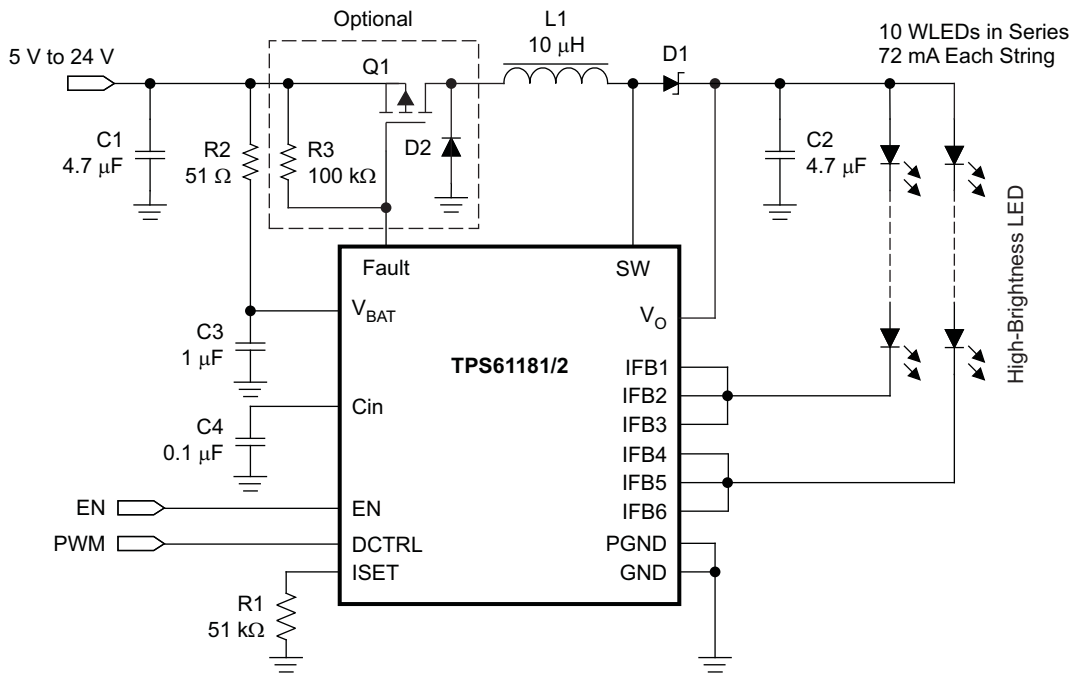 Optional
L1
10 μH
10 WLEDs in Series
72 mA Each String
5 V to 24 V
Q1
D1
C1
4.7 μF
R2
51 Ω
R3
100 kΩ
D2
C2
4.7 μF
High-Brightness LED
Fault
SW
V_BAT
V_O
C3
1 μF
TPS61181/2
IFB1
IFB2
IFB3
Cin
C4
0.1 μF
IFB4
IFB5
IFB6
EN
EN
PWM
DCTRL
PGND
ISET
GND
R1
51 kΩ